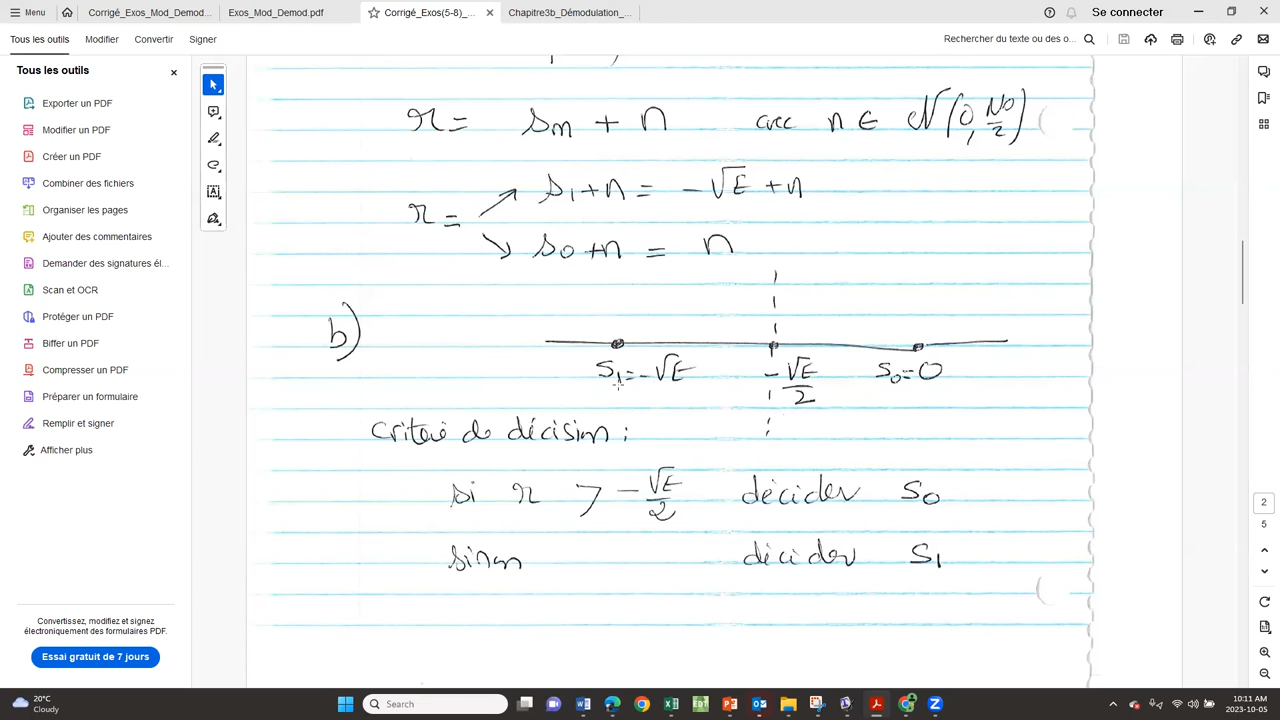 Menu
Corrigé_Exos_Mod_Demod...
Exos_Mod_Demod.pdf
Corrigé_Exos(5-8)_...
Chapitre3b_Démodulation_...
Se connecter
Tous les outils
Modifier
Convertir
Signer
Rechercher du texte ou des o...
Tous les outils
Exporter un PDF
Modifier un PDF
Créer un PDF
Combiner des fichiers
Organiser les pages
Ajouter des commentaires
Demander des signatures él...
Scan et OCR
Protéger un PDF
Biffer un PDF
Compresser un PDF
Préparer un formulaire
Remplir et signer
Afficher plus
Convertissez, modifiez et signez
électroniquement des formulaires PDF.
Essai gratuit de 7 jours
r = sm + n avec n ∈ N(0, N0/2)
r = s1+n = -√E + n
s0+n = n
b)
s1=-√E -√E/2 s0=0
Critère de décision :
si r > -√E/2 décider s0
sinon décider s1
2
5
20°C
Cloudy
Search
10:11 AM
2023-10-05